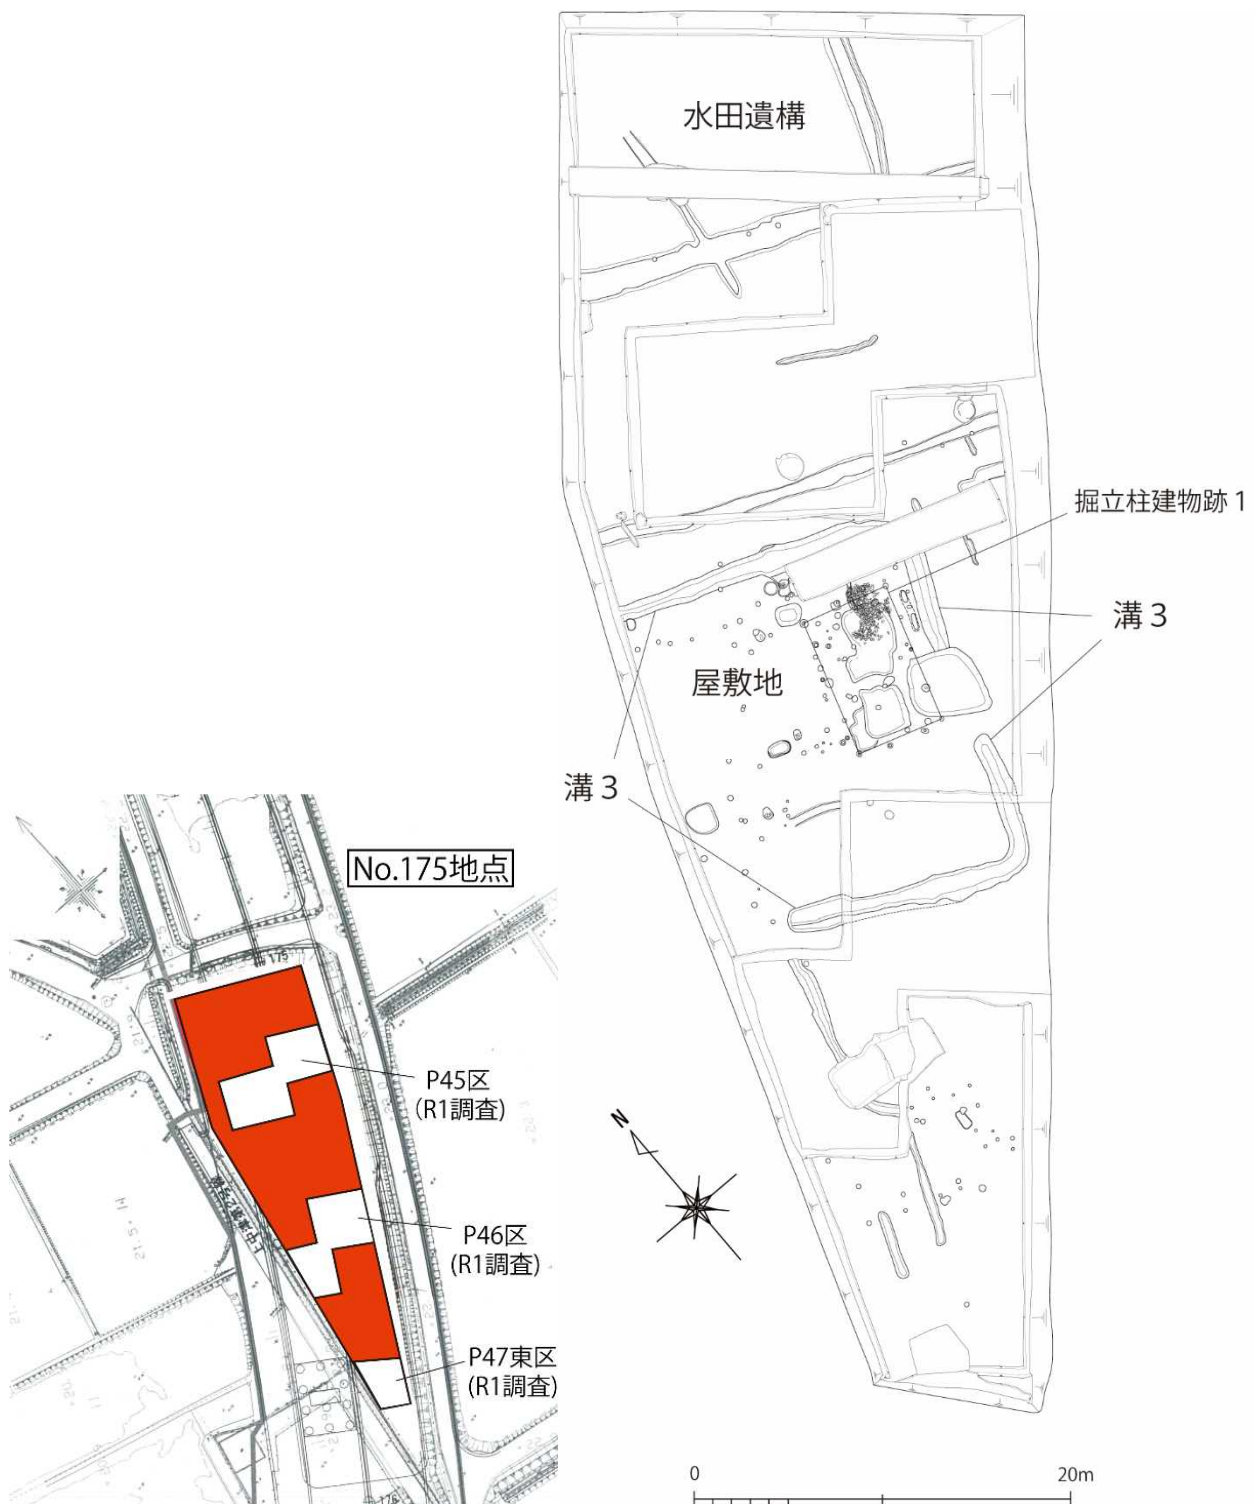 水田遺構
掘立柱建物跡 1
溝 3
屋敷地
溝 3
No.175地点
P45区
(R1調査)
P46区
(R1調査)
P47東区
(R1調査)
N
0 20m